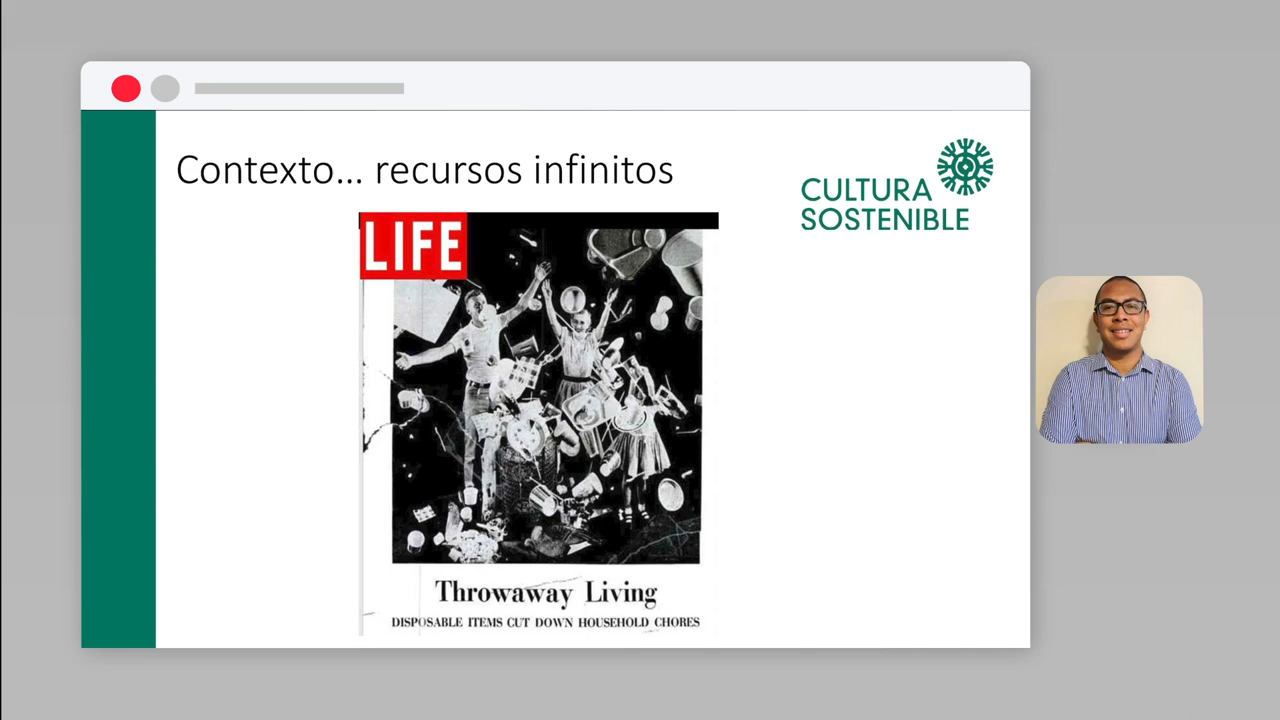 Contexto... recursos infinitos
CULTURA
SOSTENIBLE
LIFE
Throwaway Living
DISPOSABLE ITEMS CUT DOWN HOUSEHOLD CHORES